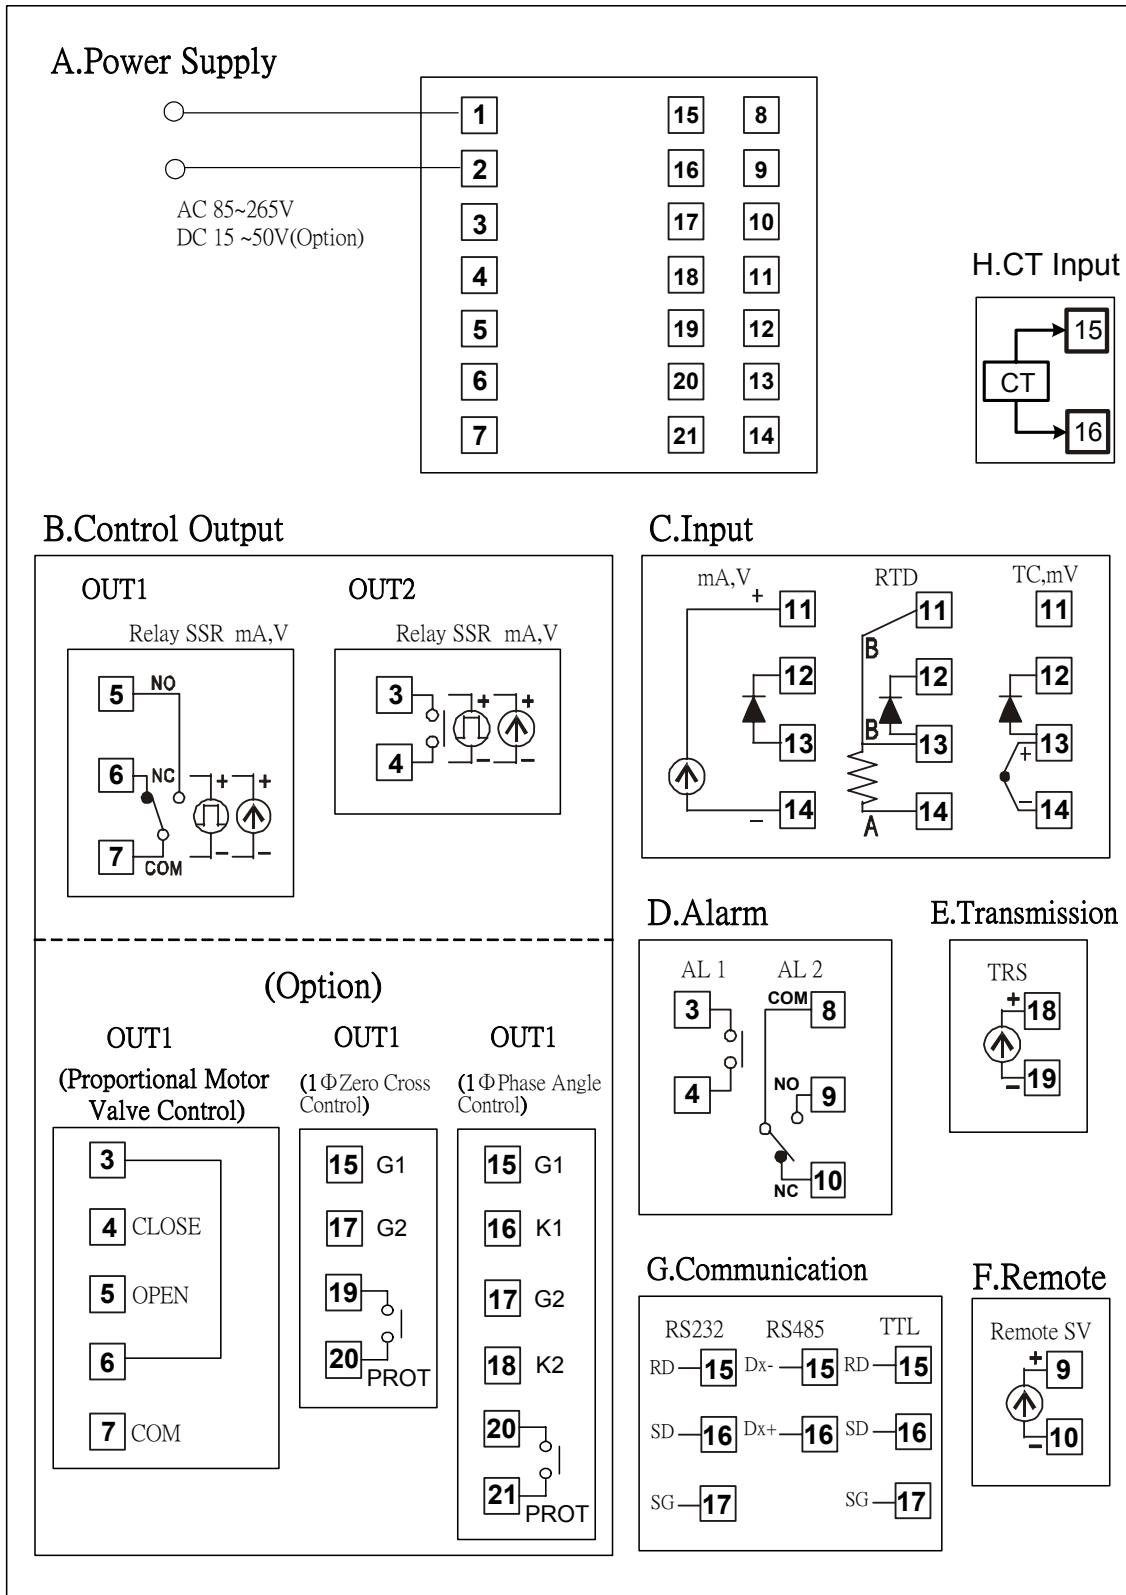 A.Power Supply
1 15 8
2 16 9
AC 85~265V
DC 15 ~50V(Option)
3 17 10
4 18 11
5 19 12
6 20 13
7 21 14
H.CT Input
15
CT
16
B.Control Output
OUT1 OUT2
Relay SSR mA,V Relay SSR mA,V
5 NO
6 NC + +
7 COM - -
3 + +
4 - -
C.Input
mA,V RTD TC,mV
+ 11 11 11
B
12 12 12
B
13 13 + 13
- 14 A 14 - 14
D.Alarm
AL 1 AL 2
3 COM 8
4 NO 9
NC 10
E.Transmission
TRS
+ 18
- 19
(Option)
OUT1 OUT1 OUT1
(Proportional Motor
Valve Control)
(1ΦZero Cross
Control)
(1ΦPhase Angle
Control)
3
4 CLOSE
5 OPEN
6
7 COM
15 G1
17 G2
19
20 PROT
15 G1
16 K1
17 G2
18 K2
20
21 PROT
G.Communication
RS232 RS485 TTL
RD 15 Dx- 15 RD 15
SD 16 Dx+ 16 SD 16
SG 17 SG 17
F.Remote
Remote SV
+ 9
- 10